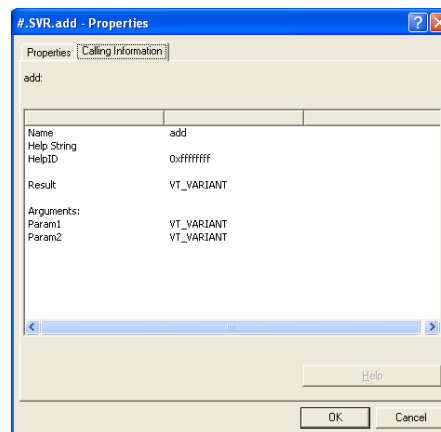 #.SVR.add - Properties
Properties Calling Information
add:
Name add
Help String
HelpID 0xffffffff
Result VT_VARIANT
Arguments:
Param1 VT_VARIANT
Param2 VT_VARIANT
Help
OK Cancel